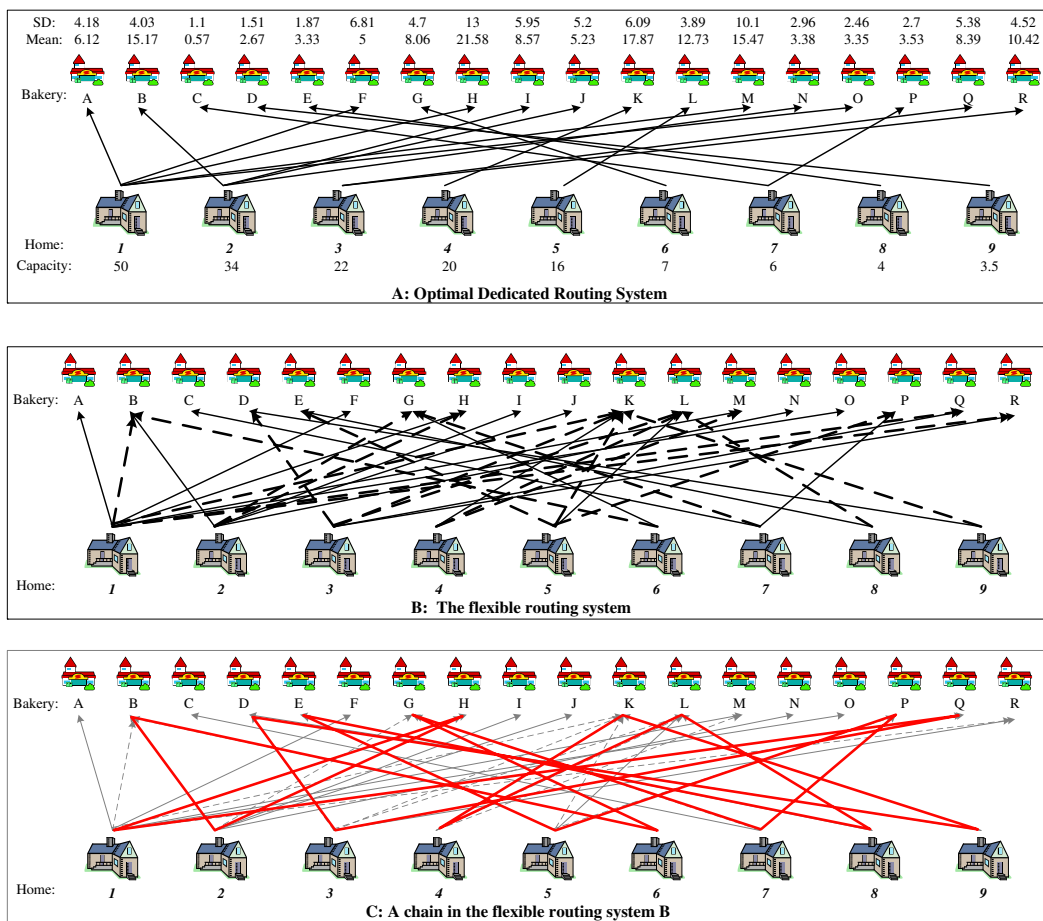 SD: 4.18 4.03 1.1 1.51 1.87 6.81 4.7 13 5.95 5.2 6.09 3.89 10.1 2.96 2.46 2.7 5.38 4.52
Mean: 6.12 15.17 0.57 2.67 3.33 5 8.06 21.58 8.57 5.23 17.87 12.73 15.47 3.38 3.35 3.53 8.39 10.42
Bakery: A B C D E F G H I J K L M N O P Q R
Home: 1 2 3 4 5 6 7 8 9
Capacity: 50 34 22 20 16 7 6 4 3.5
A: Optimal Dedicated Routing System
Bakery: A B C D E F G H I J K L M N O P Q R
Home: 1 2 3 4 5 6 7 8 9
B: The flexible routing system
Bakery: A B C D E F G H I J K L M N O P Q R
Home: 1 2 3 4 5 6 7 8 9
C: A chain in the flexible routing system B